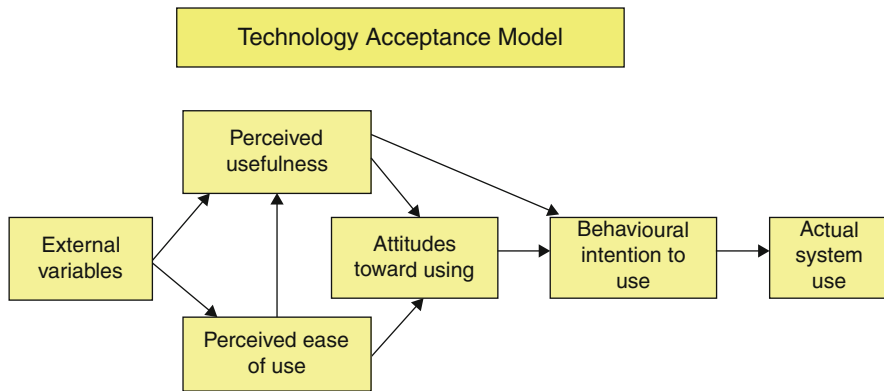 Technology Acceptance Model
Perceived
usefulness
External
variables
Attitudes
toward using
Behavioural
intention to
use
Actual
system
use
Perceived ease
of use